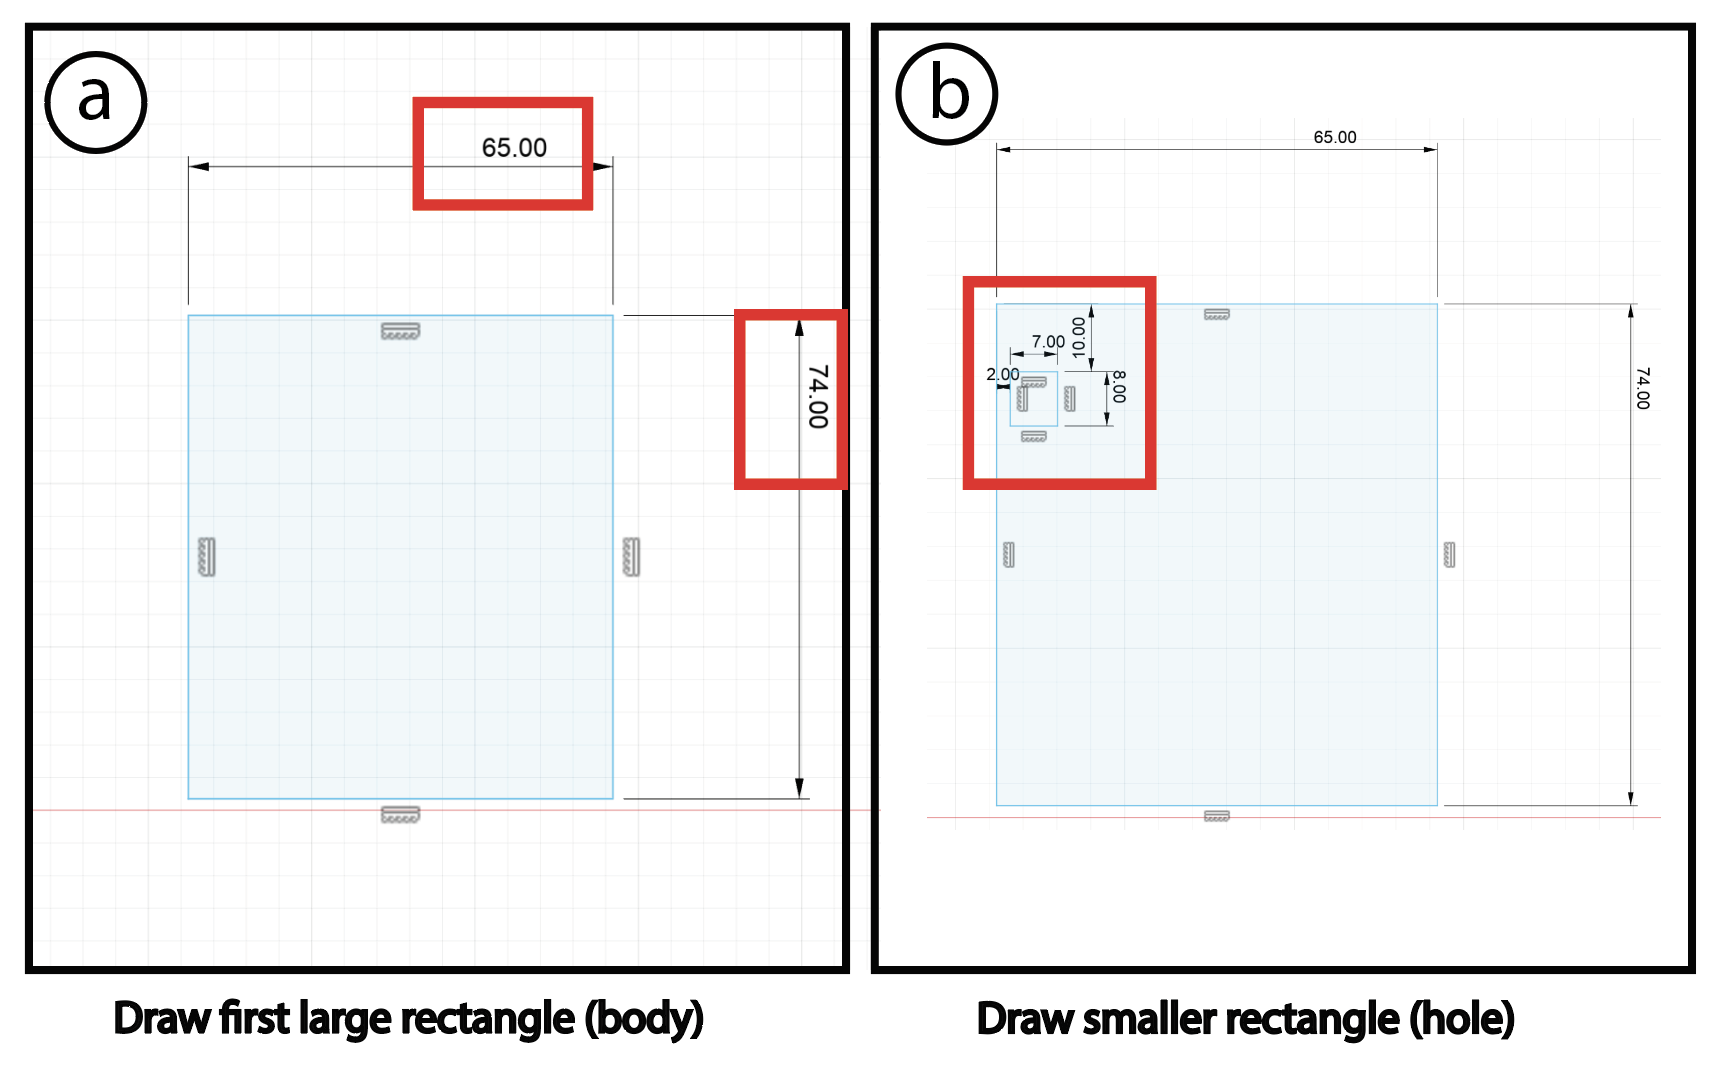 a
65.00
74.00
Draw first large rectangle (body)
b
65.00
10.00
7.00
2.00
8.00
74.00
Draw smaller rectangle (hole)